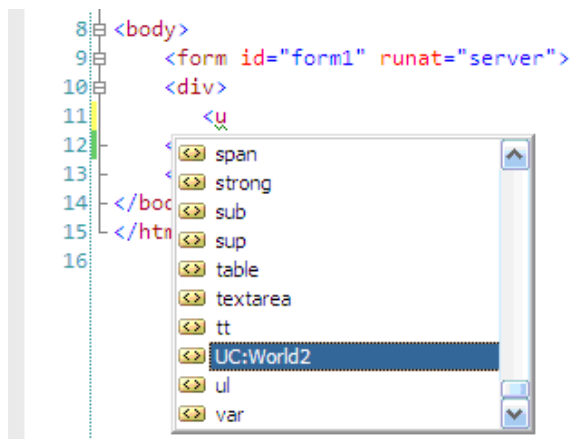 8 <body>
9 <form id="form1" runat="server">
10 <div>
11 <u
12 <
13 <
14 </boc
15 </htm
16
span
strong
sub
sup
table
textarea
tt
UC:World2
ul
var